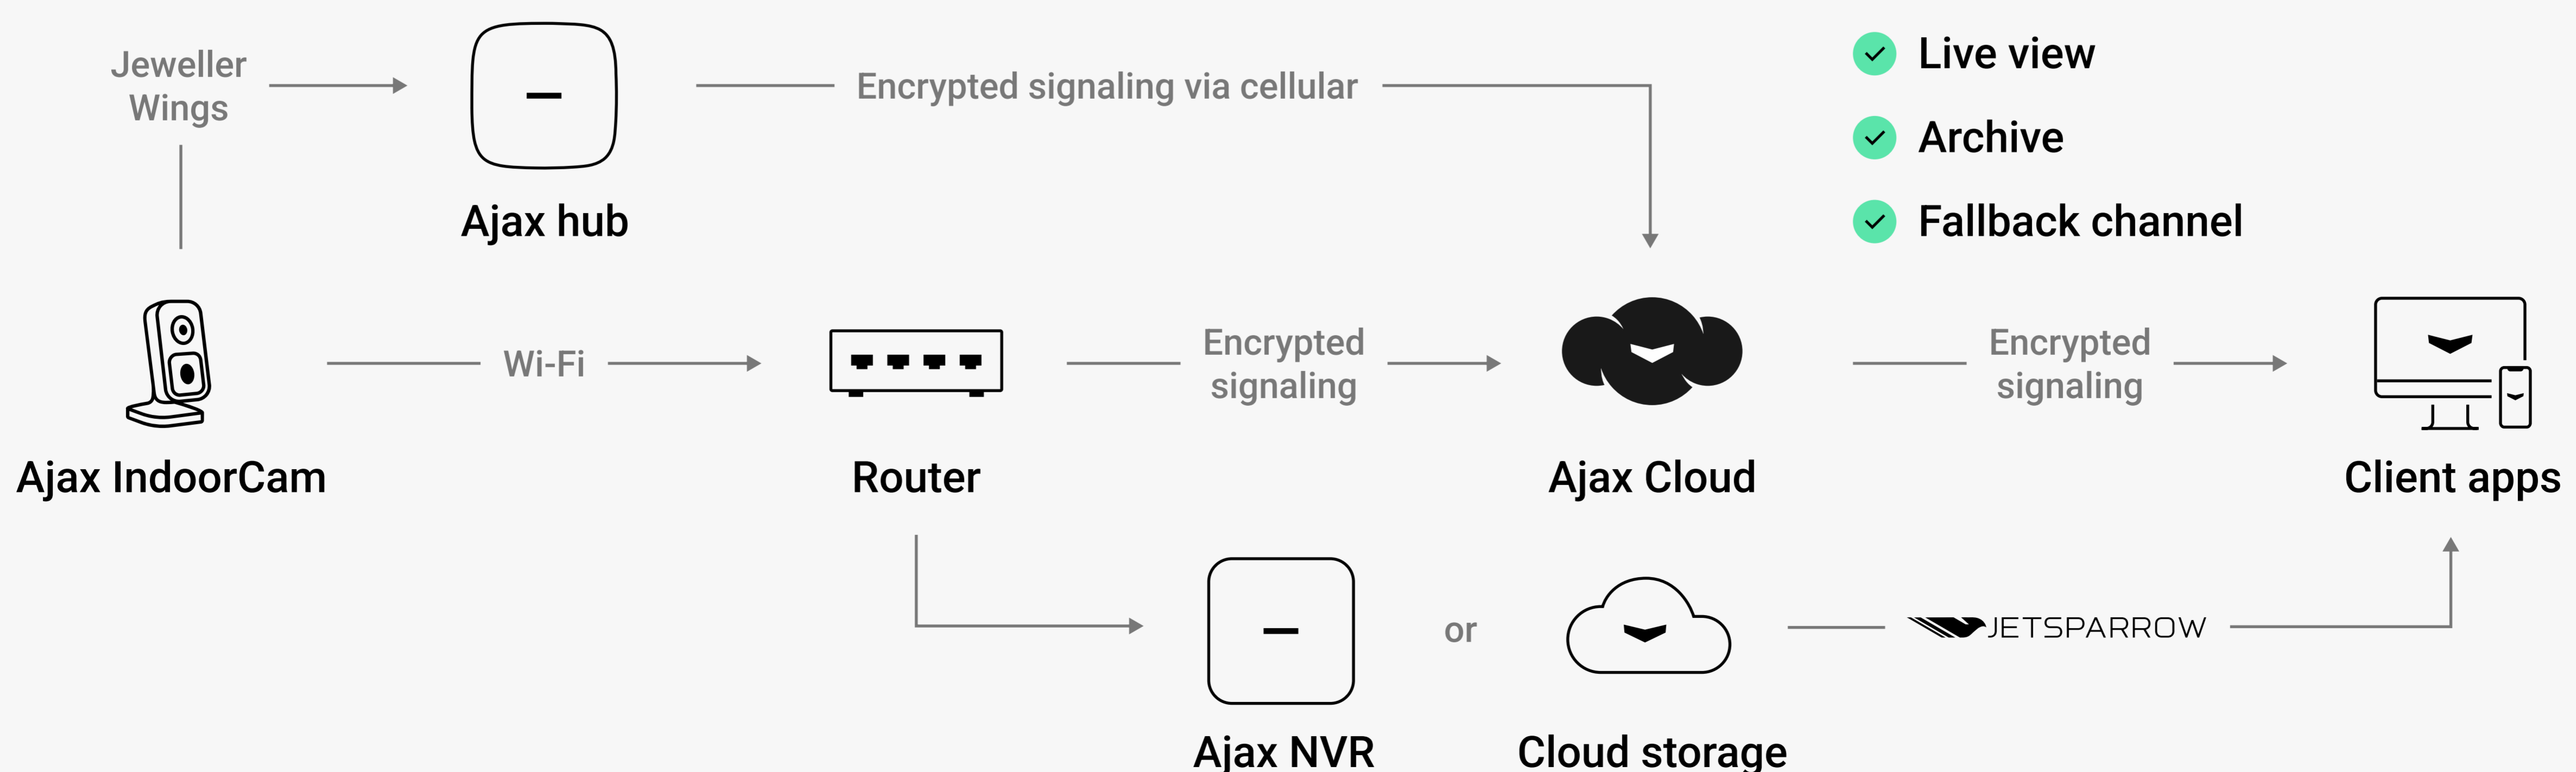 Jeweller
Wings
Ajax hub
Encrypted signaling via cellular
Live view
Archive
Fallback channel
Ajax IndoorCam
Wi-Fi
Router
Encrypted
signaling
Ajax Cloud
Encrypted
signaling
Client apps
Ajax NVR
or
Cloud storage
JETSPARROW